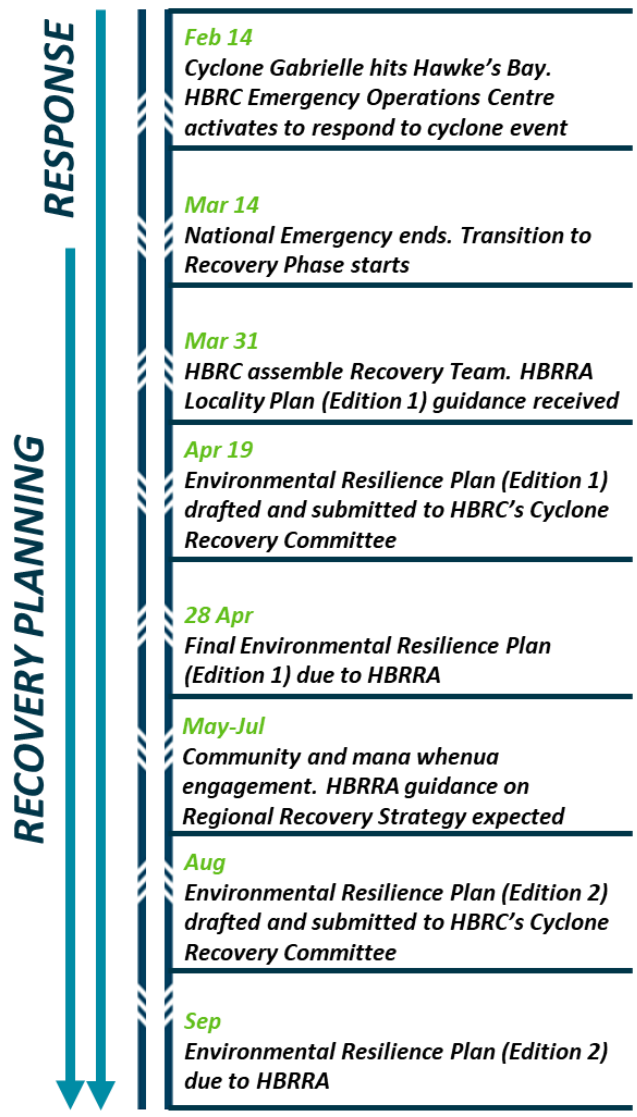 RESPONSE
RECOVERY PLANNING
Feb 14
Cyclone Gabrielle hits Hawke's Bay.
HBRC Emergency Operations Centre
activates to respond to cyclone event
Mar 14
National Emergency ends. Transition to
Recovery Phase starts
Mar 31
HBRC assemble Recovery Team. HBRRA
Locality Plan (Edition 1) guidance received
Apr 19
Environmental Resilience Plan (Edition 1)
drafted and submitted to HBRC's Cyclone
Recovery Committee
28 Apr
Final Environmental Resilience Plan
(Edition 1) due to HBRRA
May-Jul
Community and mana whenua
engagement. HBRRA guidance on
Regional Recovery Strategy expected
Aug
Environmental Resilience Plan (Edition 2)
drafted and submitted to HBRC's Cyclone
Recovery Committee
Sep
Environmental Resilience Plan (Edition 2)
due to HBRRA